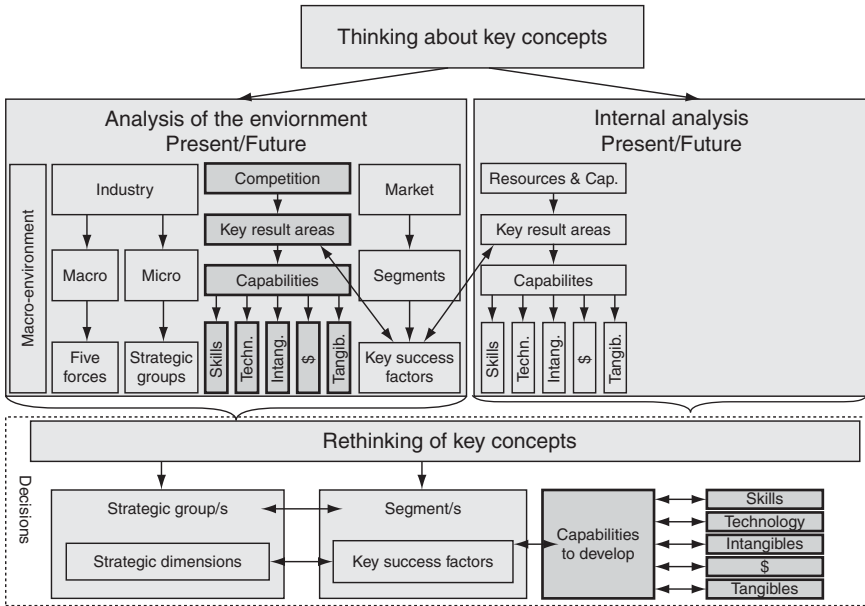 Thinking about key concepts
Analysis of the enviornment
Present/Future
Macro-environment
Industry
Macro
Micro
Five
forces
Strategic
groups
Competition
Key result areas
Capabilities
Skills
Techn.
Intang.
$
Tangib.
Market
Segments
Key success
factors
Internal analysis
Present/Future
Resources & Cap.
Key result areas
Capabilites
Skills
Techn.
Intang.
$
Tangib.
Decisions
Rethinking of key concepts
Strategic group/s
Strategic dimensions
Segment/s
Key success factors
Capabilities
to develop
Skills
Technology
Intangibles
$
Tangibles